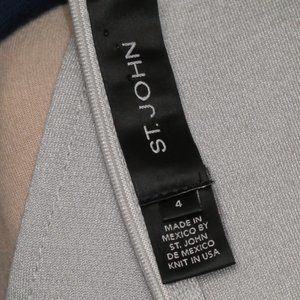 ST. JOHN
4
MADE IN
MEXICO BY
ST. JOHN
DE MEXICO
KNIT IN USA